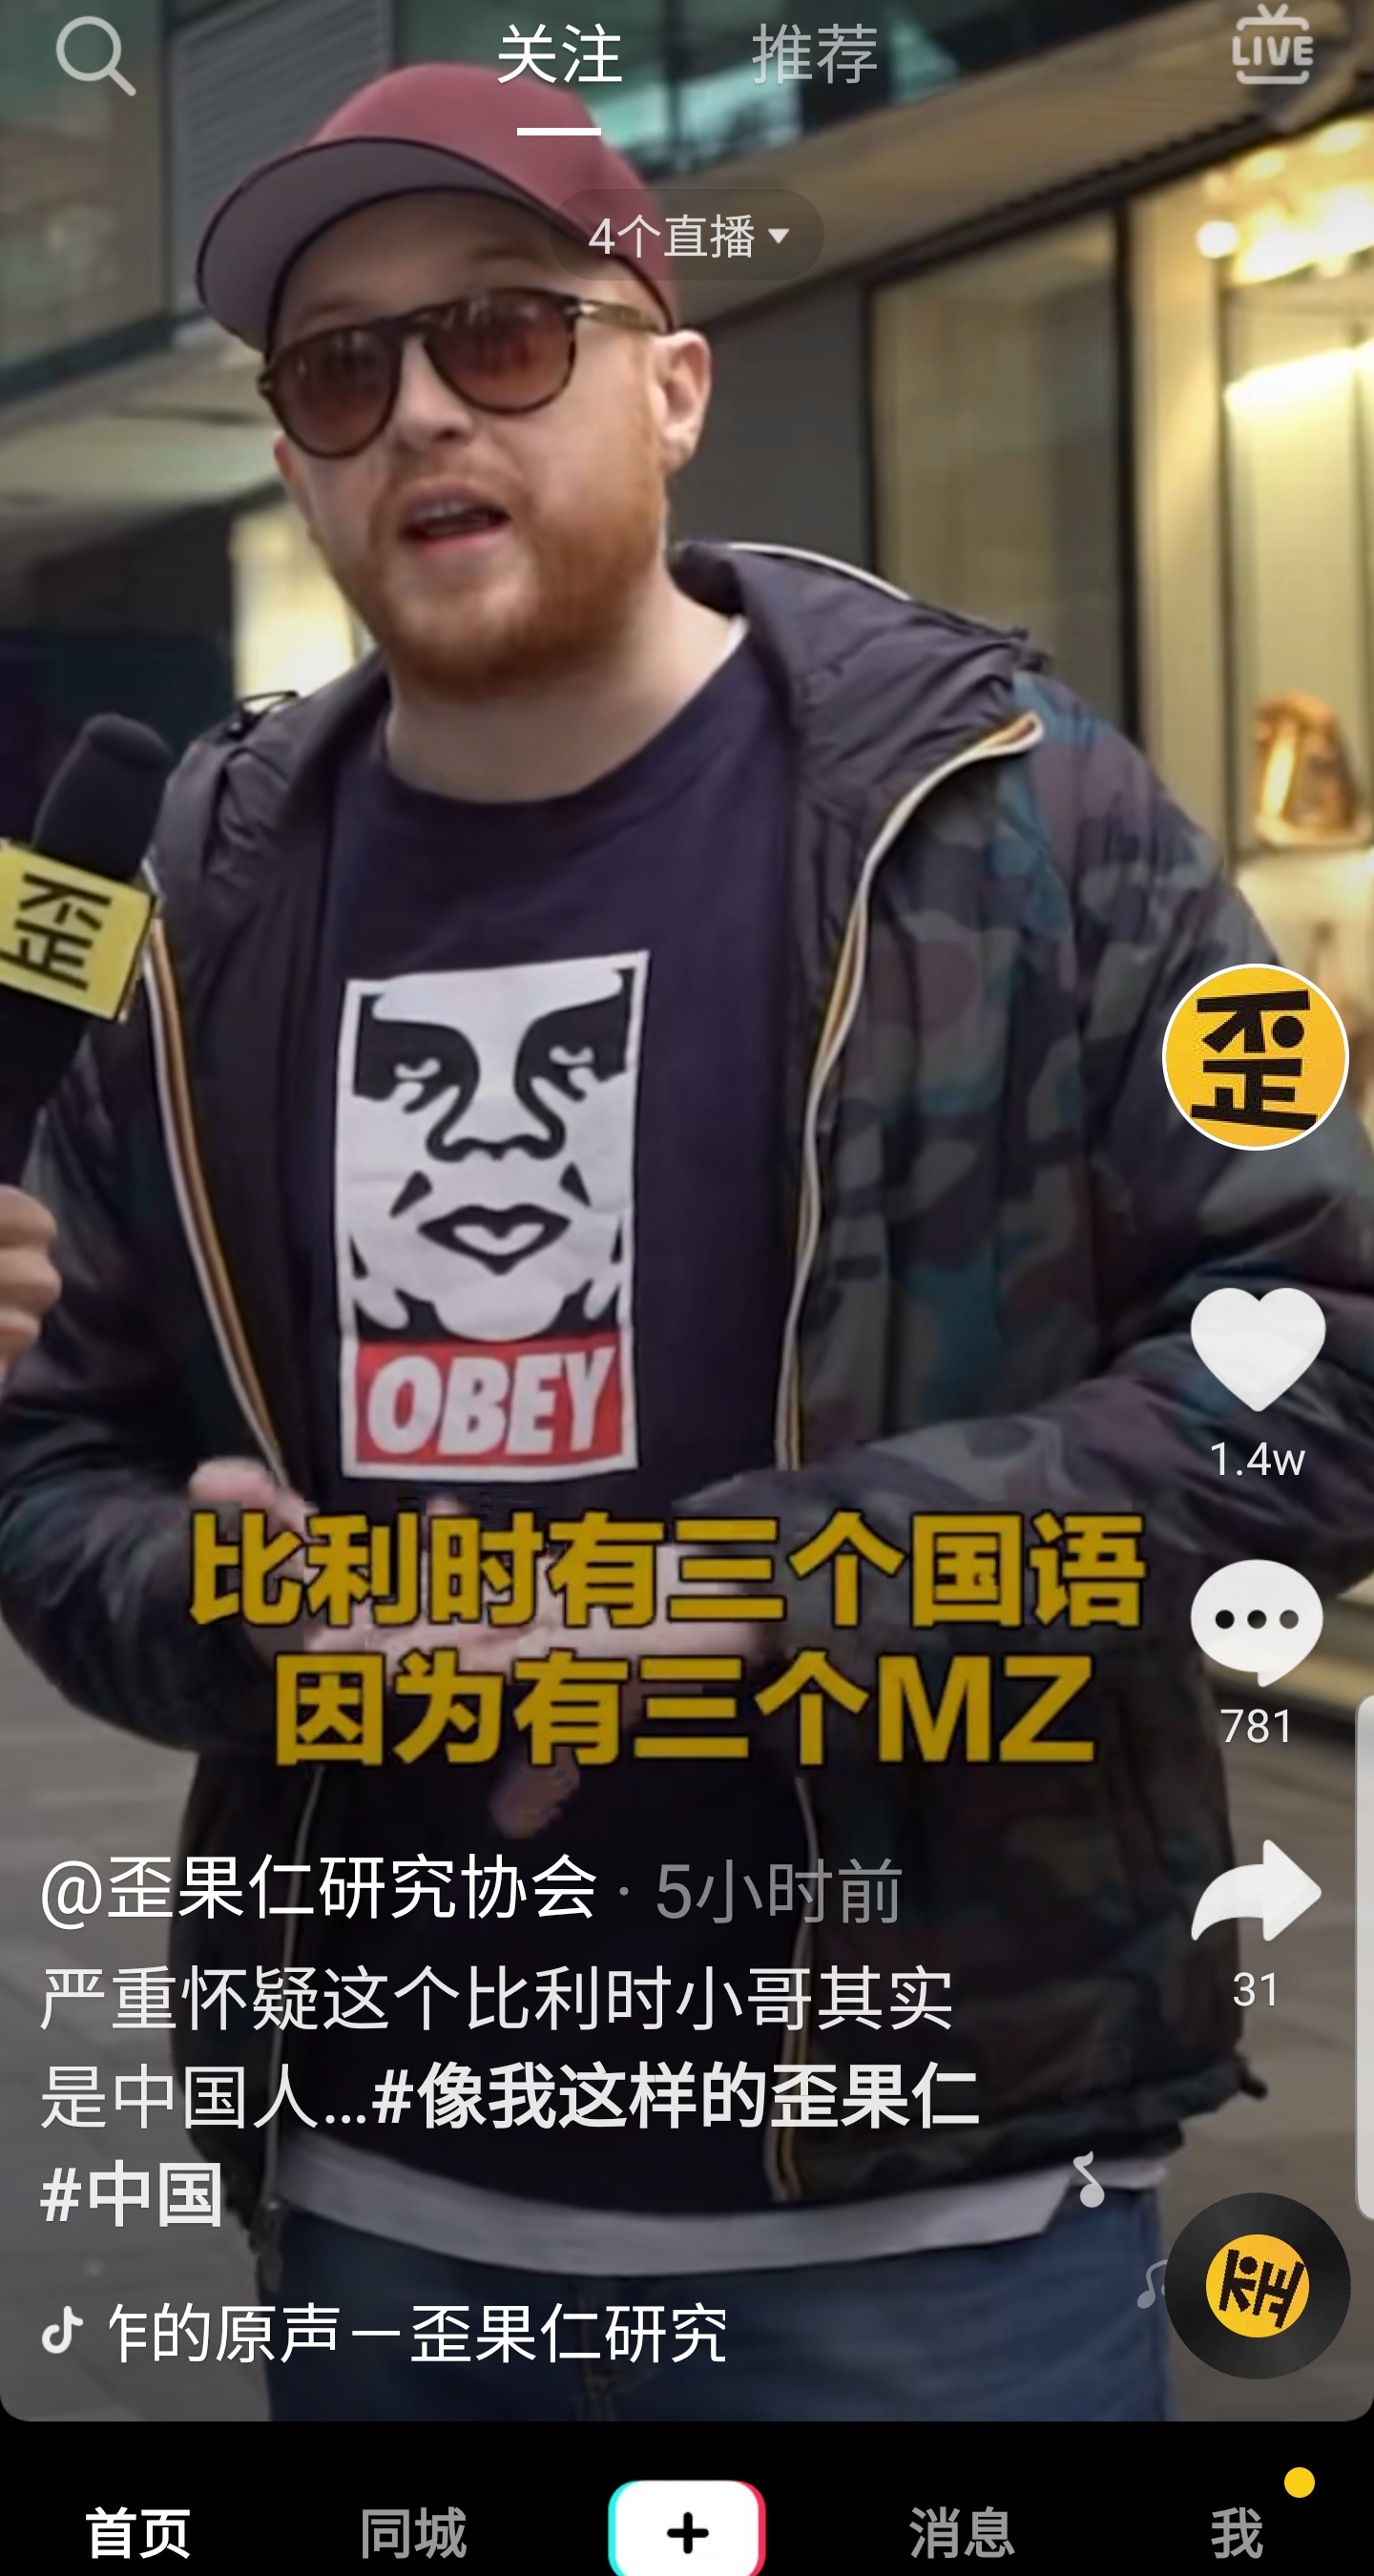 关注
推荐
LIVE
4个直播
歪
歪
OBEY
1.4w
比利时有三个国语
因为有三个MZ
781
@歪果仁研究协会 · 5小时前
31
严重怀疑这个比利时小哥其实
是中国人...#像我这样的歪果仁
#中国
歪
乍的原声－歪果仁研究
首页
同城
消息
我